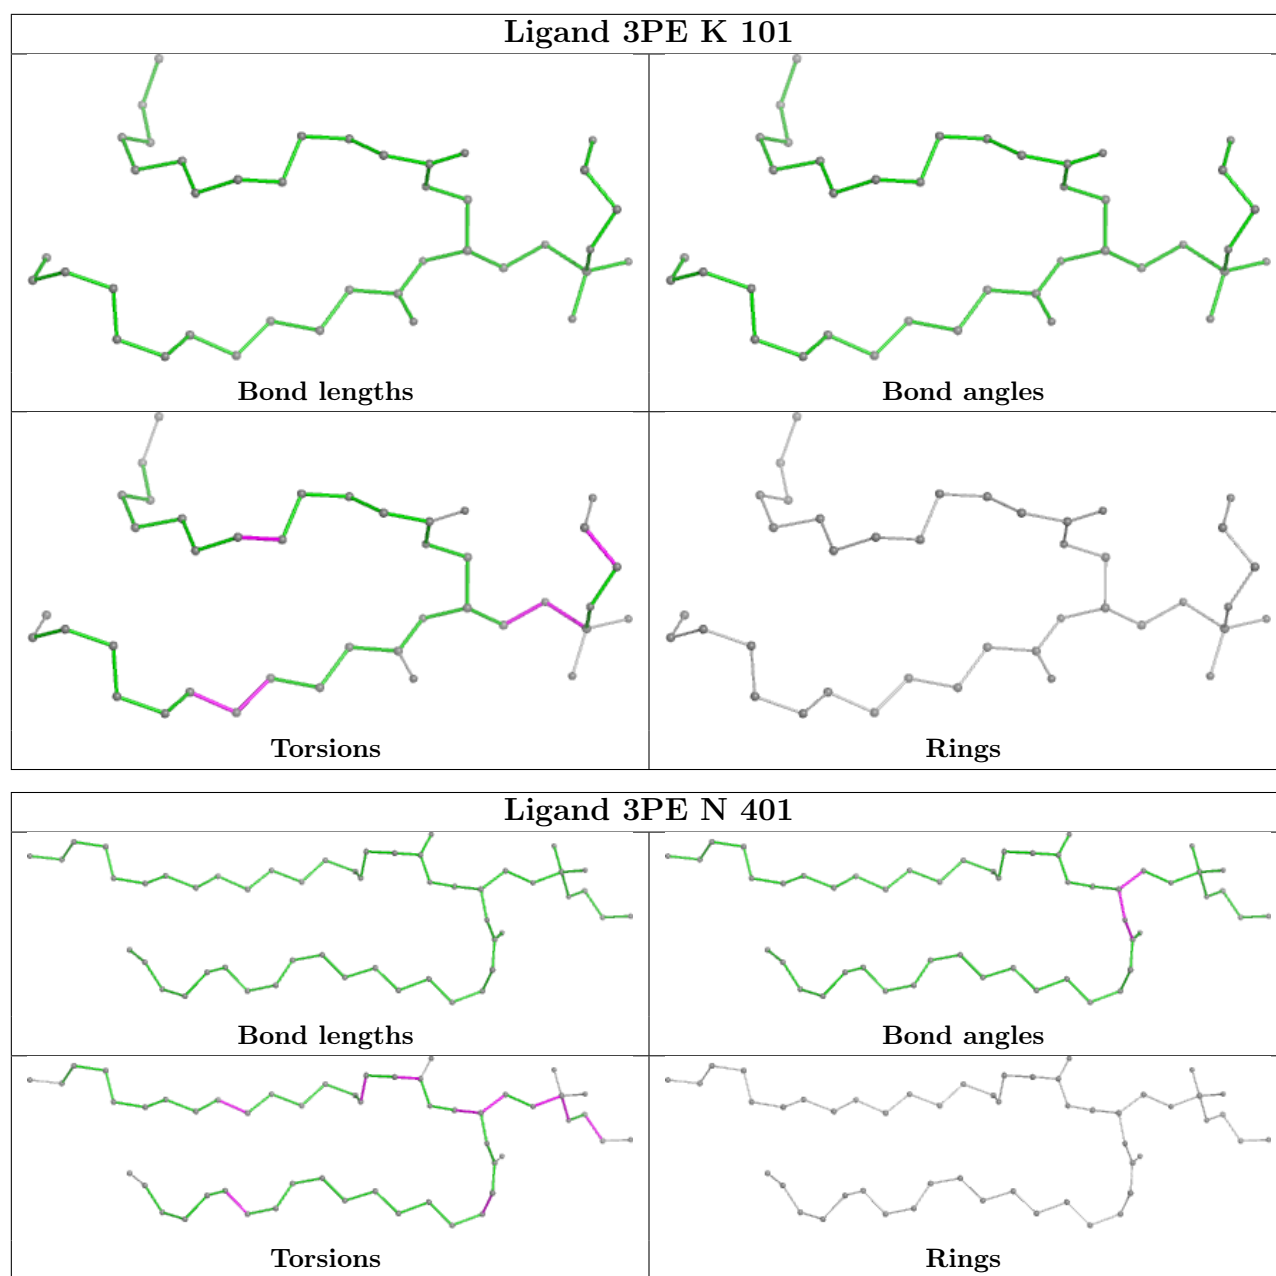 Ligand 3PE K 101
Bond lengths
Bond angles
Torsions
Rings
Ligand 3PE N 401
Bond lengths
Bond angles
Torsions
Rings